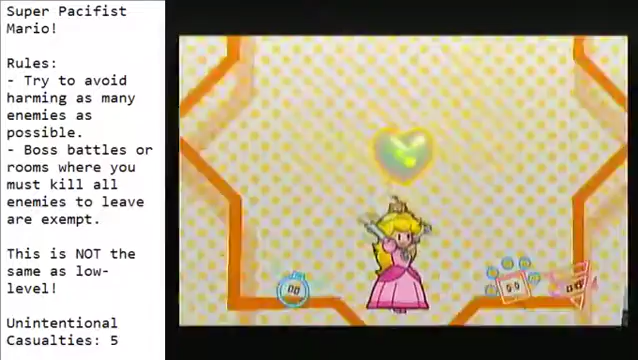 Super Pacifist
Mario!
Rules:
- Try to avoid
harming as many
enemies as
possible.
- Boss battles or
rooms where you
must kill all
enemies to leave
are exempt.
This is NOT the
same as low-
level!
Unintentional
Casualties: 5